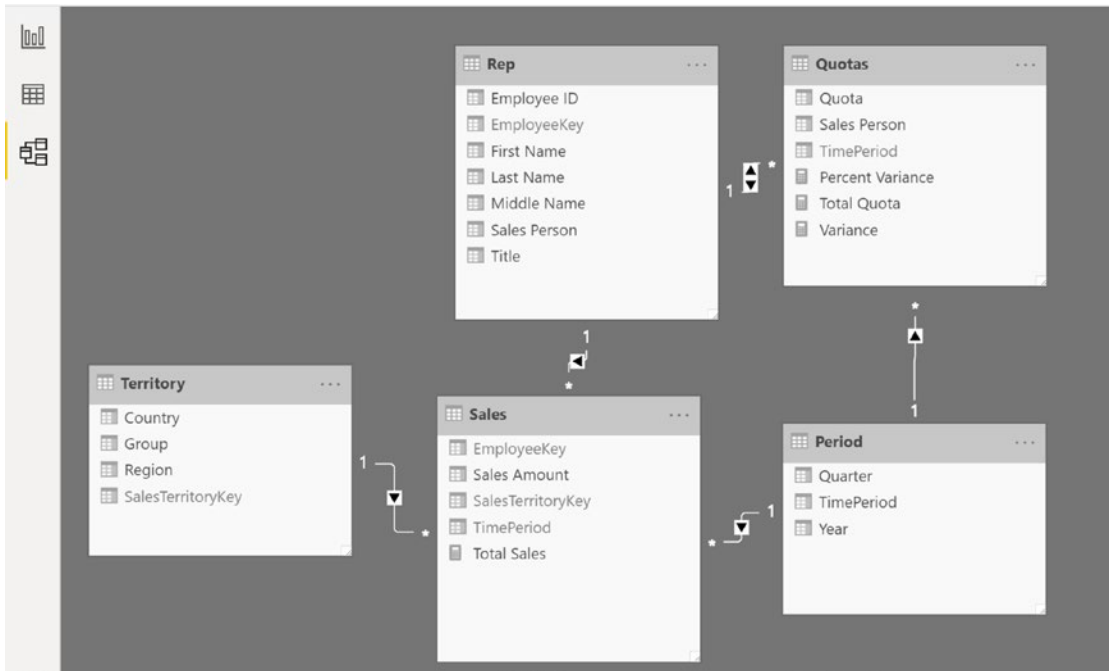 Rep
Employee ID
EmployeeKey
First Name
Last Name
Middle Name
Sales Person
Title
1
*
Quotas
Quota
Sales Person
TimePeriod
Percent Variance
Total Quota
Variance
1
*
*
1
Territory
Country
Group
Region
SalesTerritoryKey
1
*
Sales
EmployeeKey
Sales Amount
SalesTerritoryKey
TimePeriod
Total Sales
*
1
Period
Quarter
TimePeriod
Year